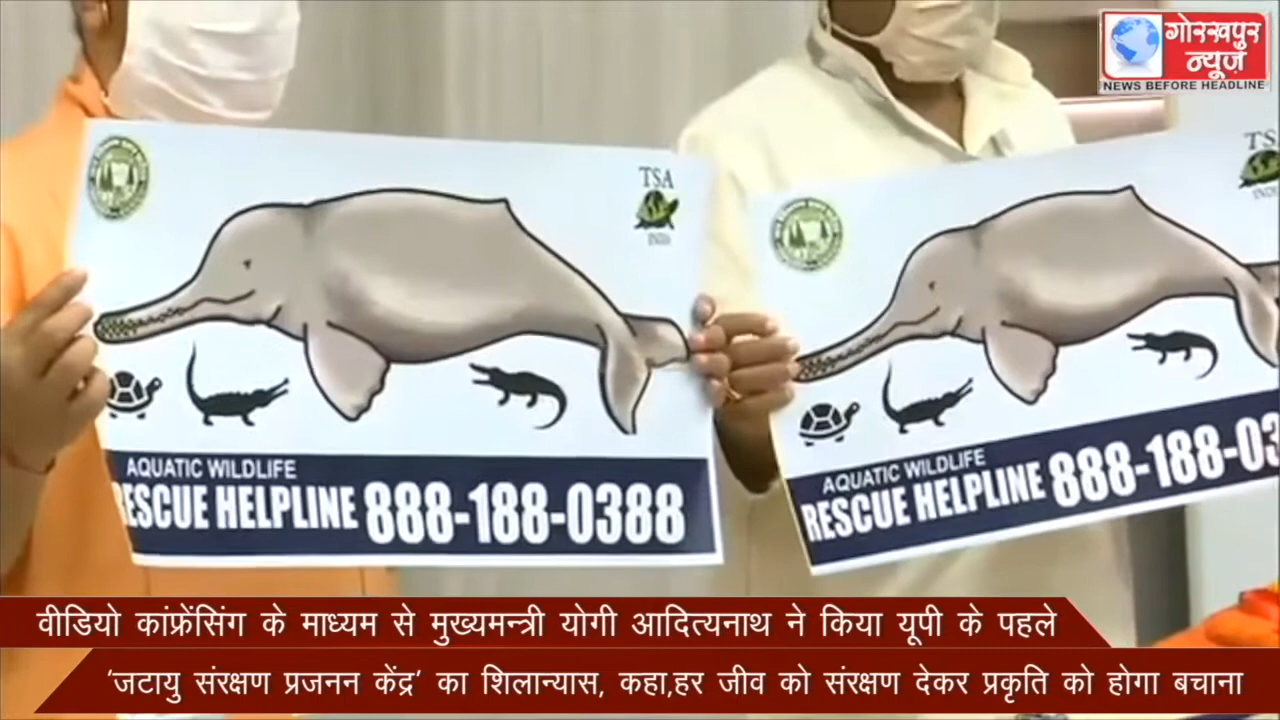 गोरखपुर
न्यूज़
NEWS BEFORE HEADLINE
TSA
INDIA
AQUATIC WILDLIFE
RESCUE HELPLINE 888-188-0388
AQUATIC WILDLIFE
RESCUE HELPLINE 888-188-03
वीडियो कांफ्रेंसिंग के माध्यम से मुख्यमन्त्री योगी आदित्यनाथ ने किया यूपी के पहले
‘जटायु संरक्षण प्रजनन केंद्र’ का शिलान्यास, कहा,हर जीव को संरक्षण देकर प्रकृति को होगा बचाना